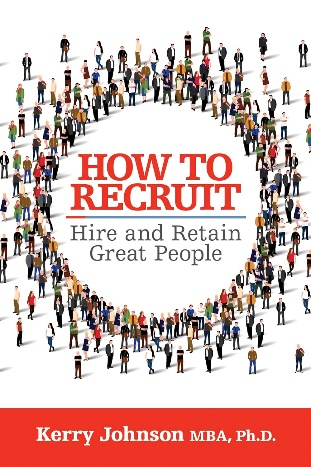 HOW TO
RECRUIT
Hire and Retain
Great People
Kerry Johnson MBA, Ph.D.